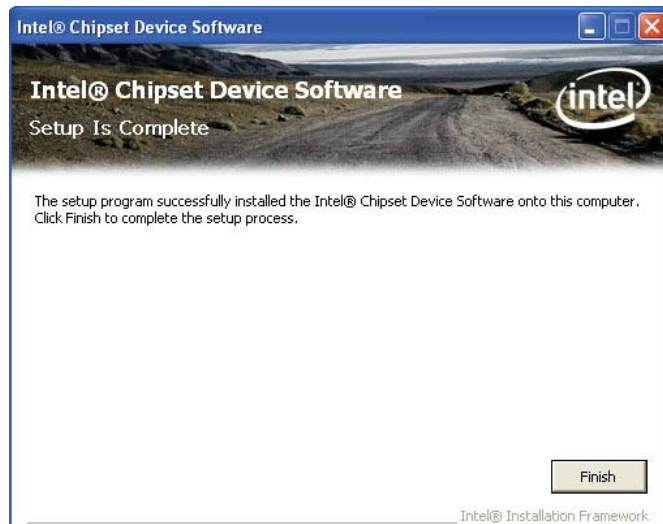 Intel® Chipset Device Software
Intel® Chipset Device Software
intel
Setup Is Complete
The setup program successfully installed the Intel® Chipset Device Software onto this computer.
Click Finish to complete the setup process.
Finish
Intel® Installation Framework